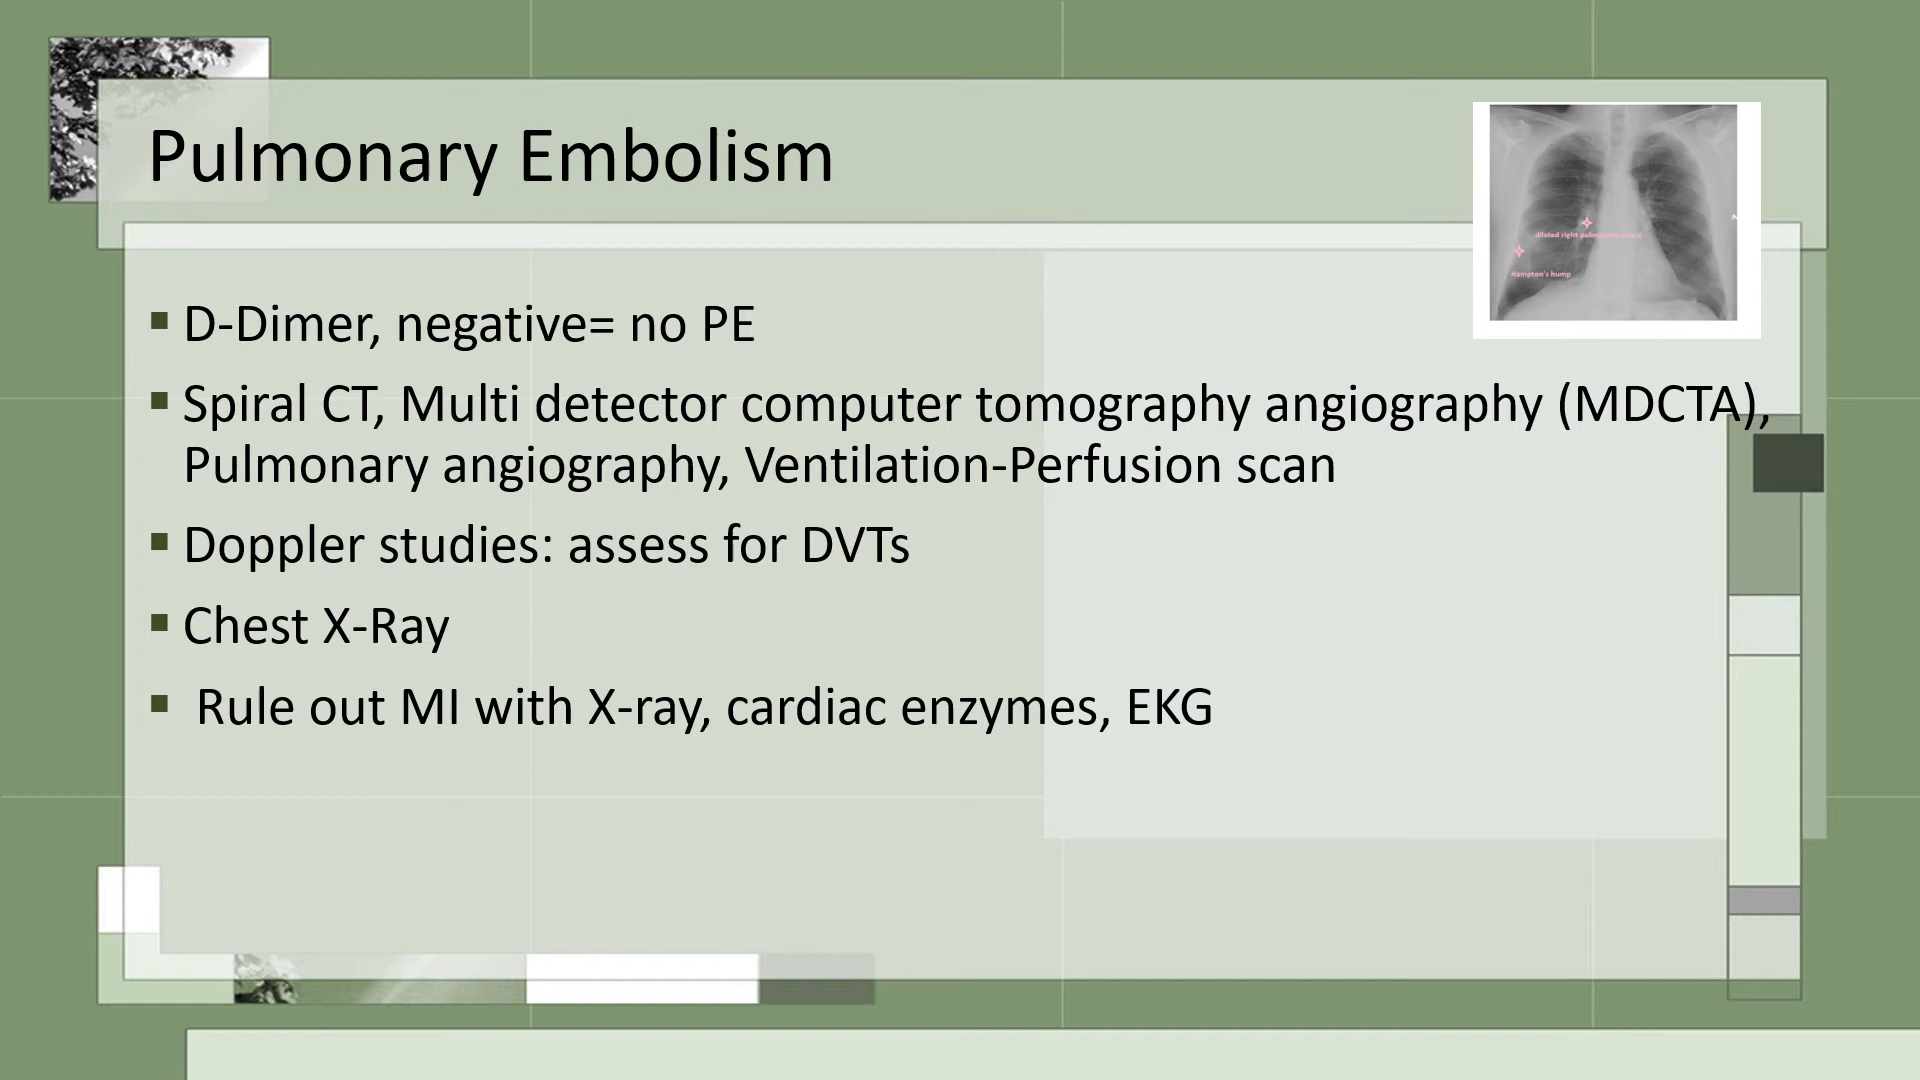 Pulmonary Embolism
dilated right pulmonary artery
Hampton's hump
▪ D-Dimer, negative= no PE
▪ Spiral CT, Multi detector computer tomography angiography (MDCTA),
Pulmonary angiography, Ventilation-Perfusion scan
▪ Doppler studies: assess for DVTs
▪ Chest X-Ray
▪ Rule out MI with X-ray, cardiac enzymes, EKG